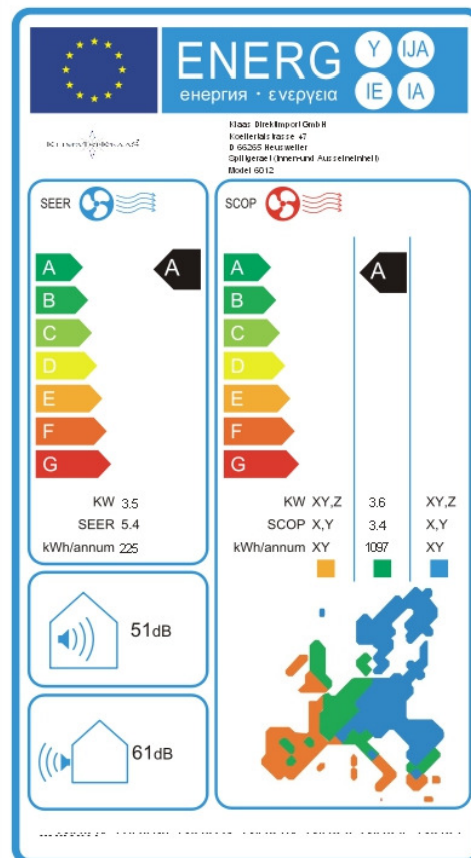 ENERG
енергия · ενεργεια
Y IJA
IE IA
Klaas Direktimport GmbH
Koellertalstrasse 47
D 66265 Heusweiler
Splitgeraet (Innen-und Ausseneinheit)
Model 6012
SEER
A
A
B
C
D
E
F
G
KW 3.5
SEER 5.4
kWh/annum 225
SCOP
A
A
B
C
D
E
F
G
KW XY,Z 3.6 XY,Z
SCOP X,Y 3.4 X,Y
kWh/annum XY 1097 XY
51dB
61dB